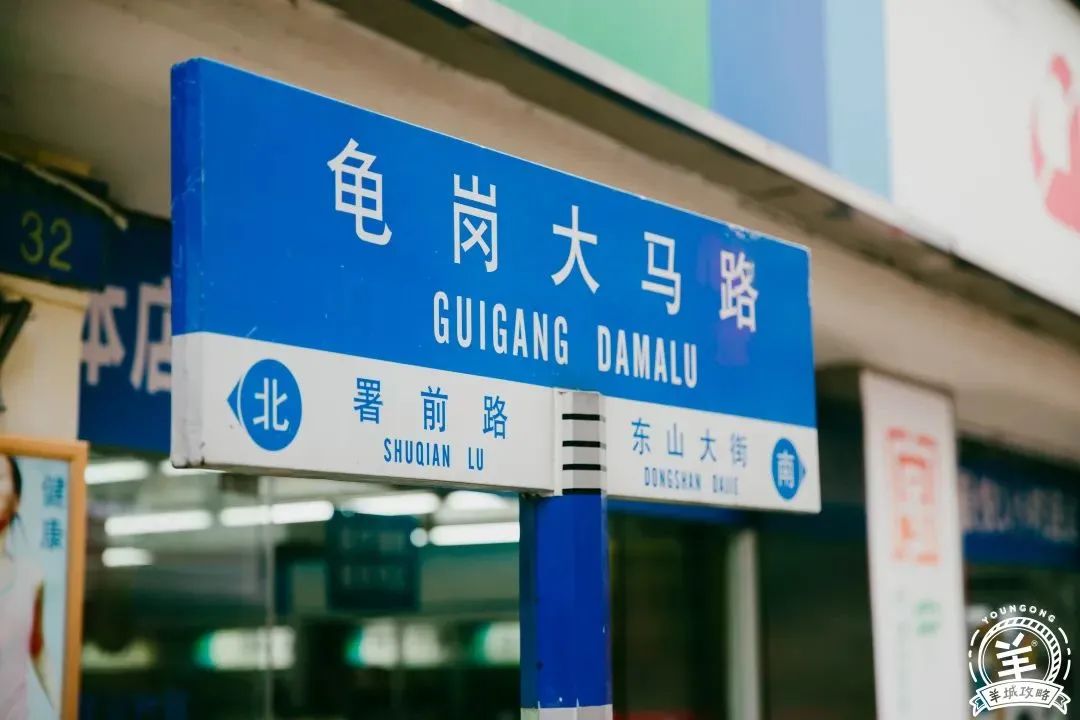 龟岗大马路
GUIGANG DAMALU
北
署前路
SHUQIAN LU
东山大街
DONGSHAN DAJIE
南
32
本店
健康
YOUNGONG
羊
羊城攻略